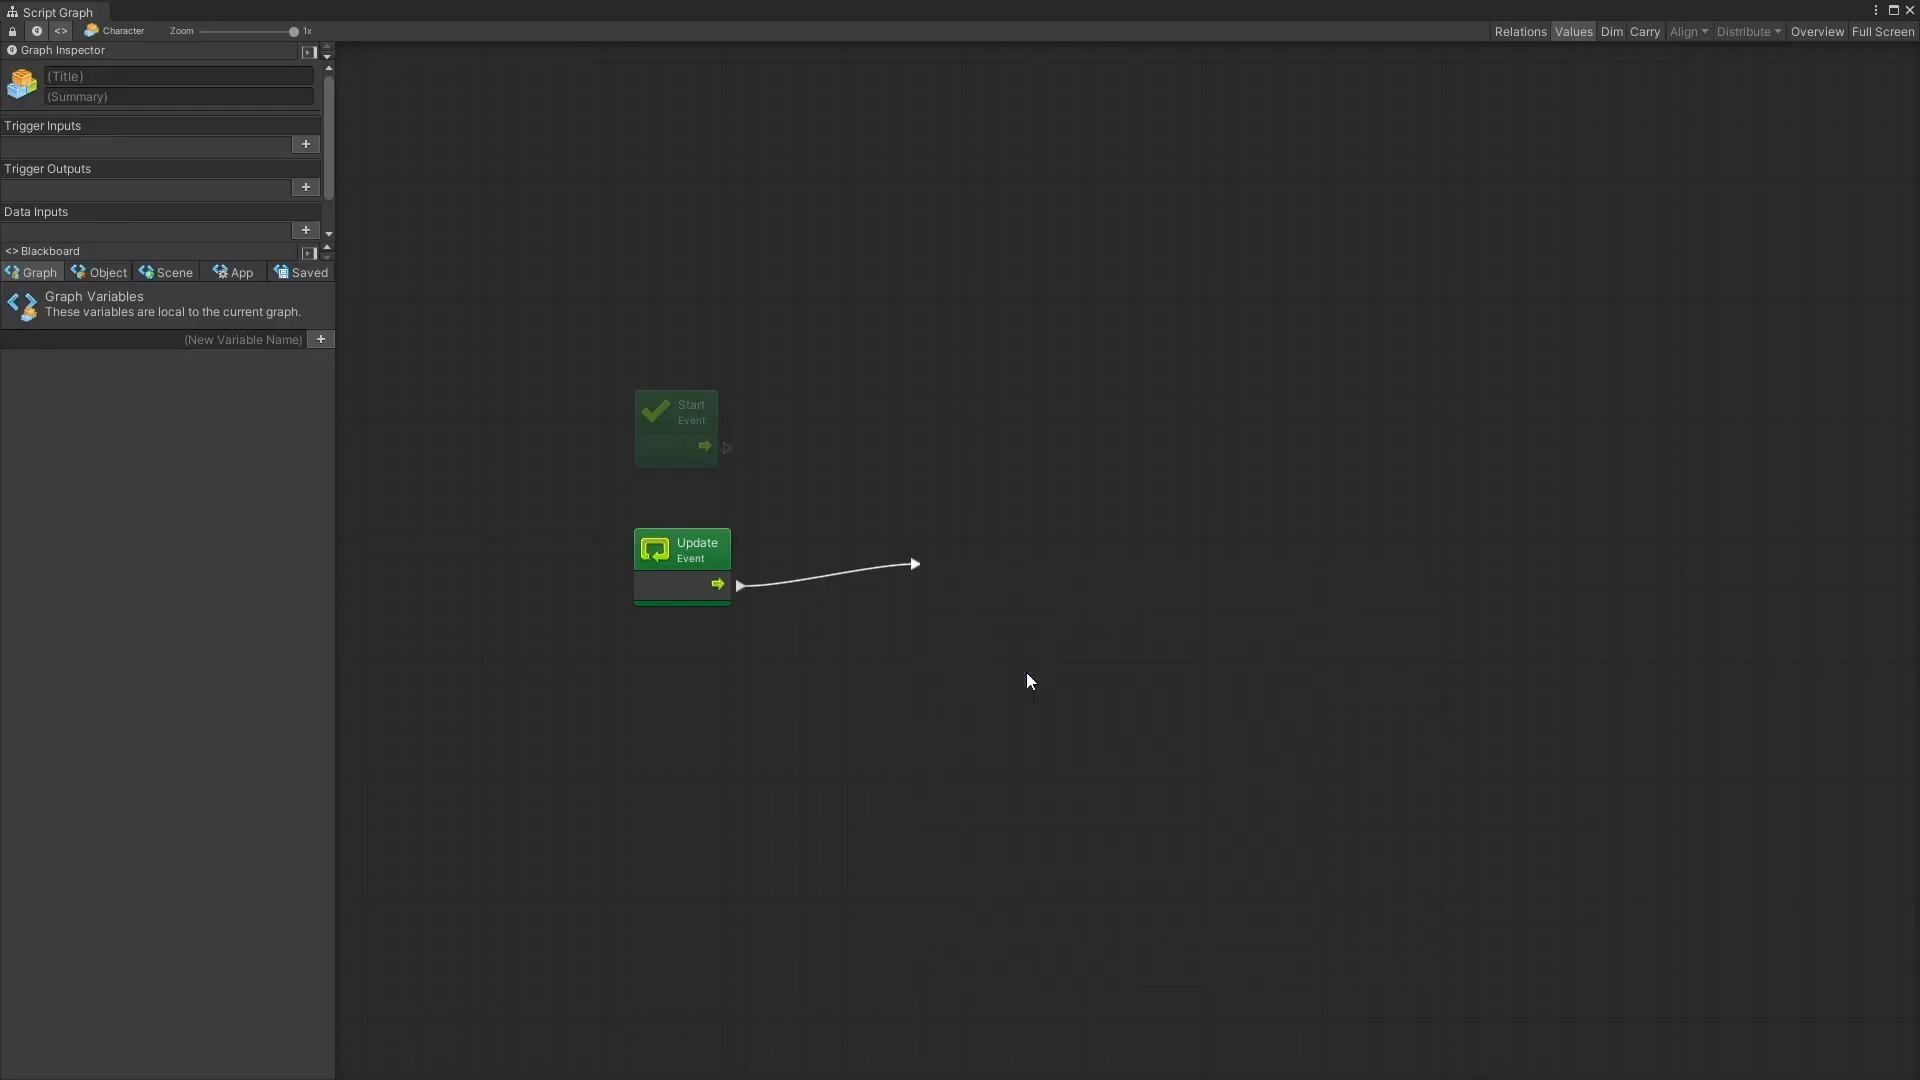 Script Graph
<> Character Zoom 1x Relations Values Dim Carry Align Distribute Overview Full Screen
Graph Inspector
(Title)
(Summary)
Trigger Inputs
+
Trigger Outputs
+
Data Inputs
+
<> Blackboard
Graph Object Scene App Saved
Graph Variables
These variables are local to the current graph.
(New Variable Name) +
Start
Event
Update
Event